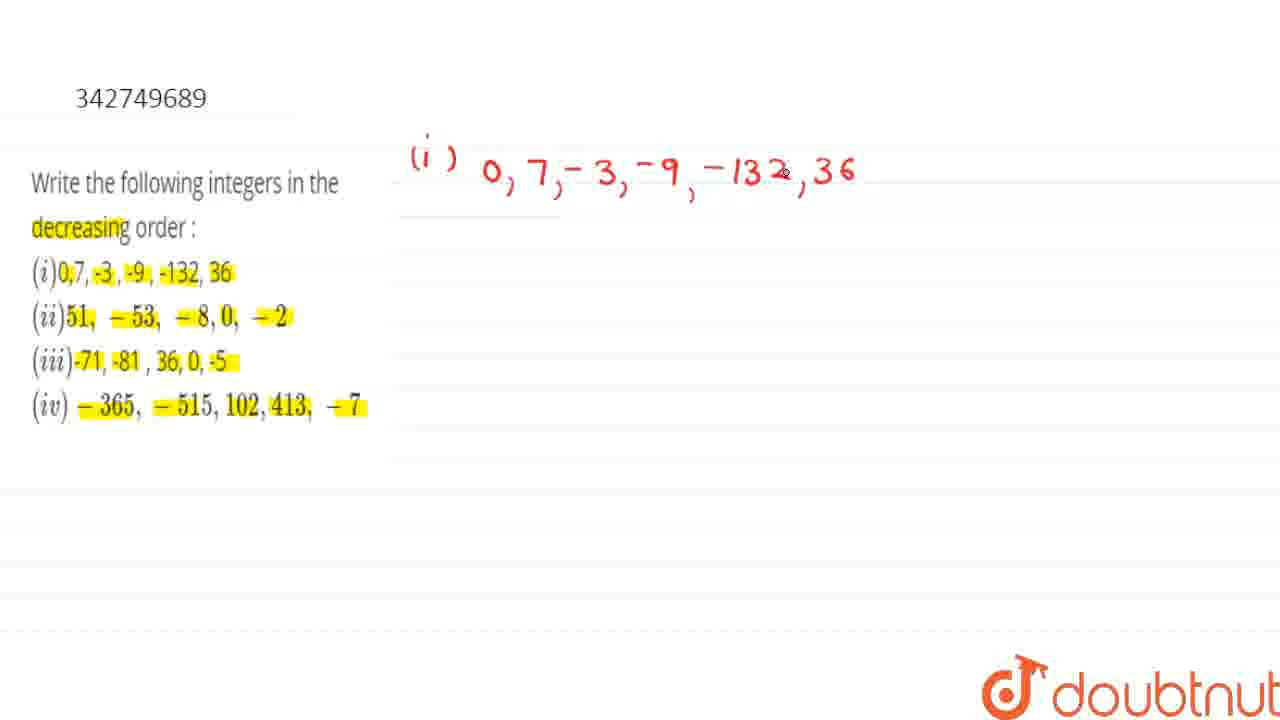 342749689
Write the following integers in the
decreasing order :
(i)0,7, -3 , -9 , -132, 36
(ii)51, -53, -8, 0, -2
(iii)-71, -81 , 36, 0, -5
(iv) -365, -515, 102, 413, -7
(i) 0, 7, -3, -9, -132, 36
doubtnut